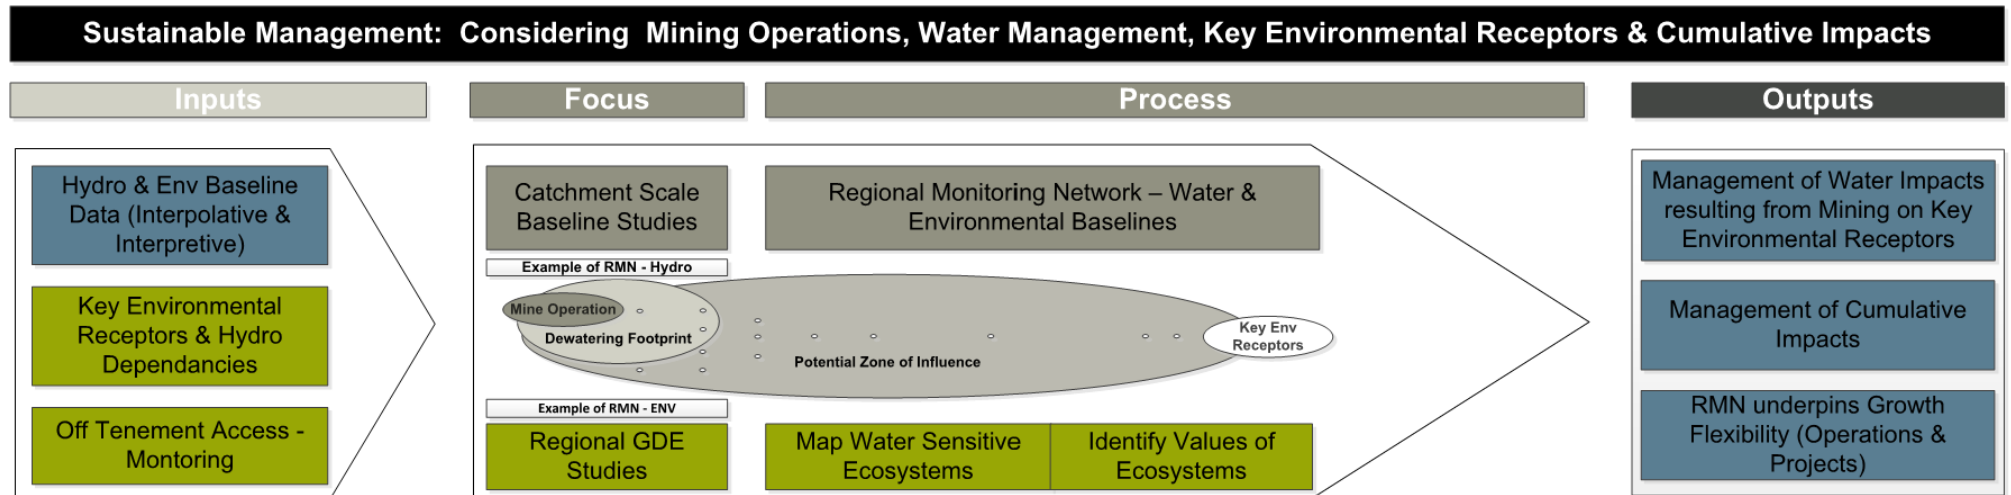 Sustainable Management:  Considering  Mining Operations, Water Management, Key Environmental Receptors & Cumulative Impacts
Inputs
Focus
Process
Outputs
Hydro & Env Baseline
Data (Interpolative &
Interpretive)
Key Environmental
Receptors & Hydro
Dependancies
Off Tenement Access -
Montoring
Catchment Scale
Baseline Studies
Regional Monitoring Network – Water &
Environmental Baselines
Example of RMN - Hydro
Mine Operation
Dewatering Footprint
Potential Zone of Influence
Key Env
Receptors
Example of RMN - ENV
Regional GDE
Studies
Map Water Sensitive
Ecosystems
Identify Values of
Ecosystems
Management of Water Impacts
resulting from Mining on Key
Environmental Receptors
Management of Cumulative
Impacts
RMN underpins Growth
Flexibility (Operations &
Projects)